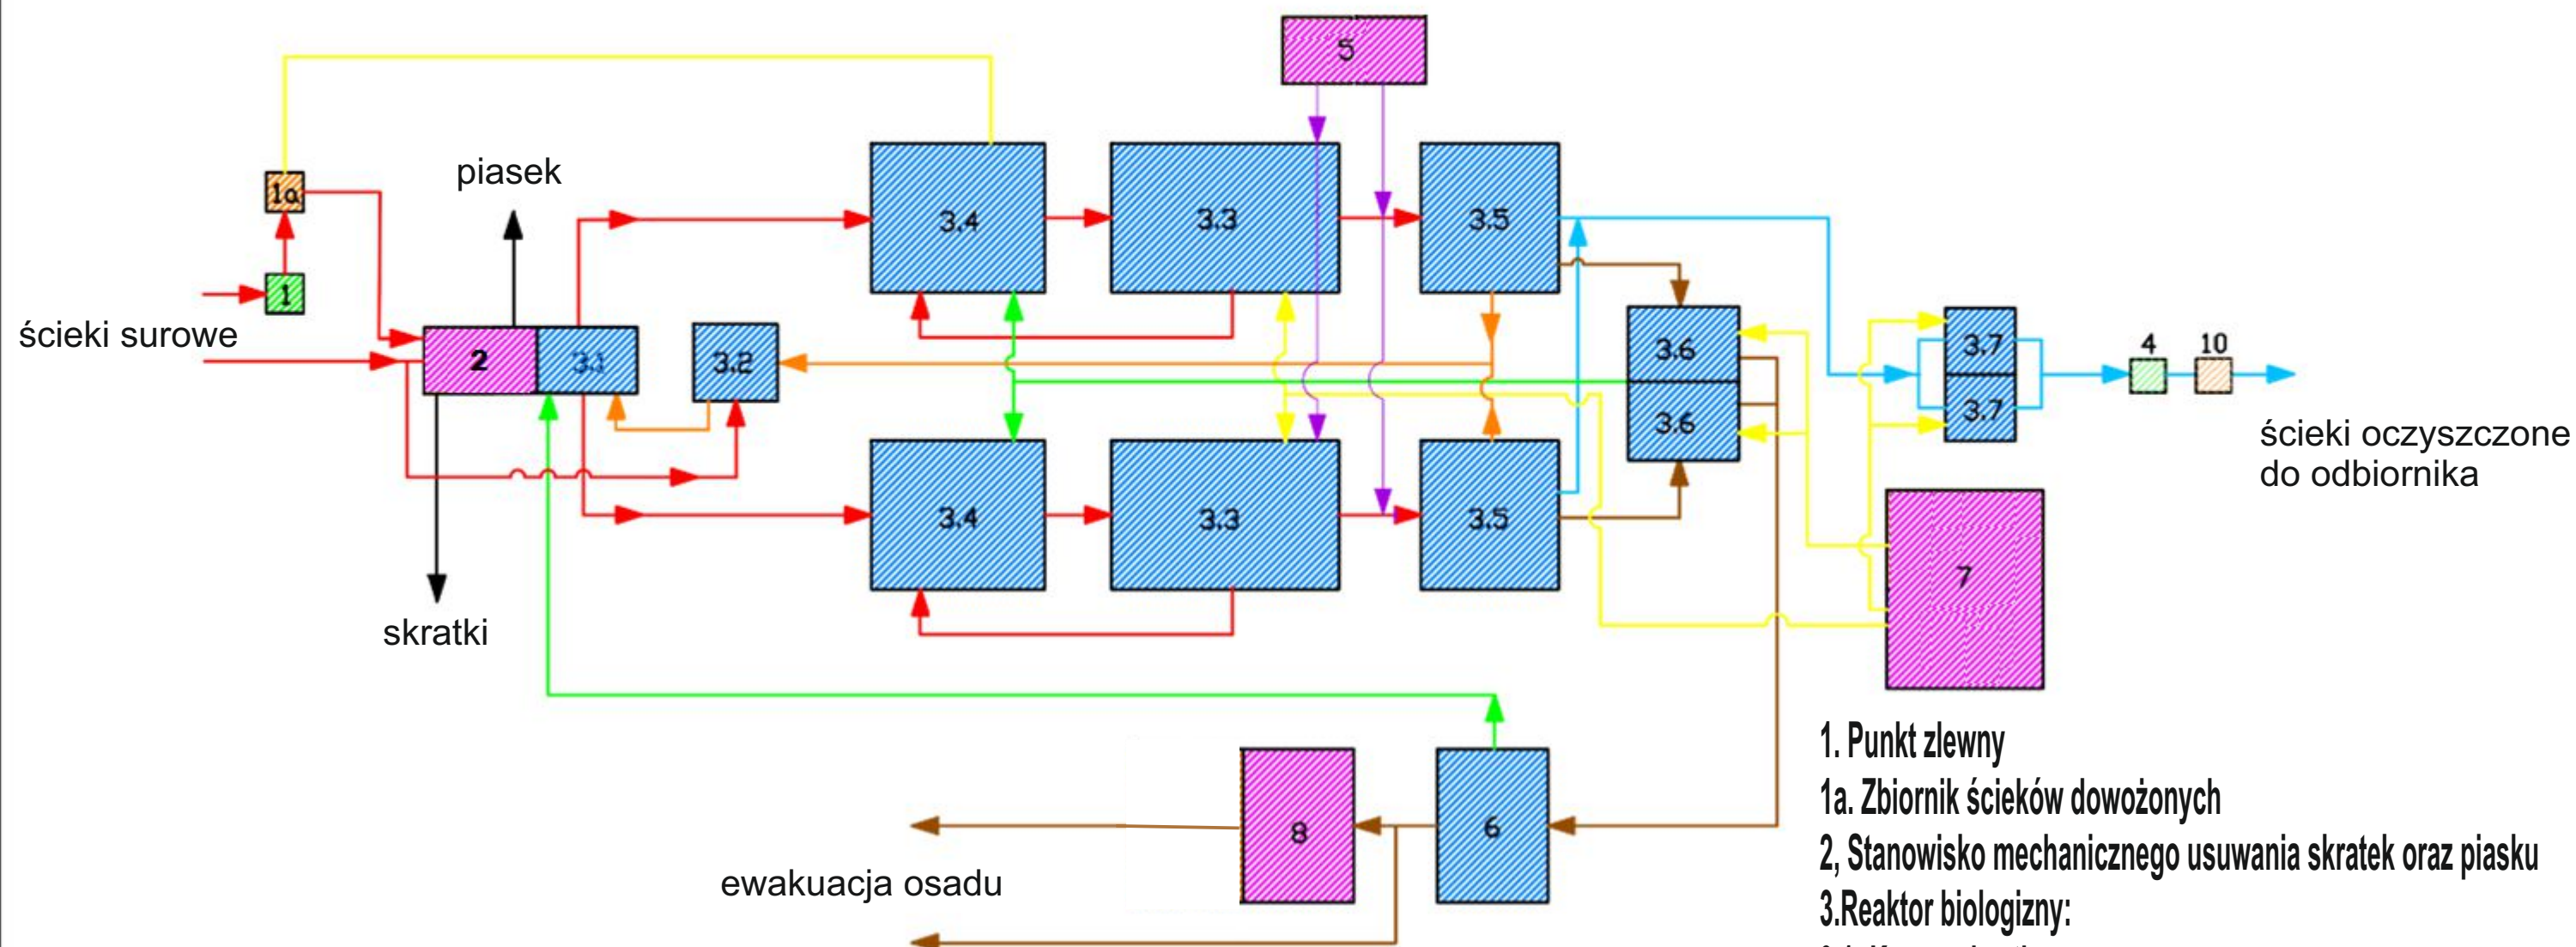 5
piasek
1a
3.4
3.3
3.5
1
ścieki surowe
2
3.1
3.2
3.6
3.6
3.7
3.7
4
10
ścieki oczyszczone
do odbiornika
3.4
3.3
3.5
7
skratki
8
6
ewakuacja osadu
1. Punkt zlewny
1a. Zbiornik ścieków dowożonych
2, Stanowisko mechanicznego usuwania skratek oraz piasku
3.Reaktor biologizny: